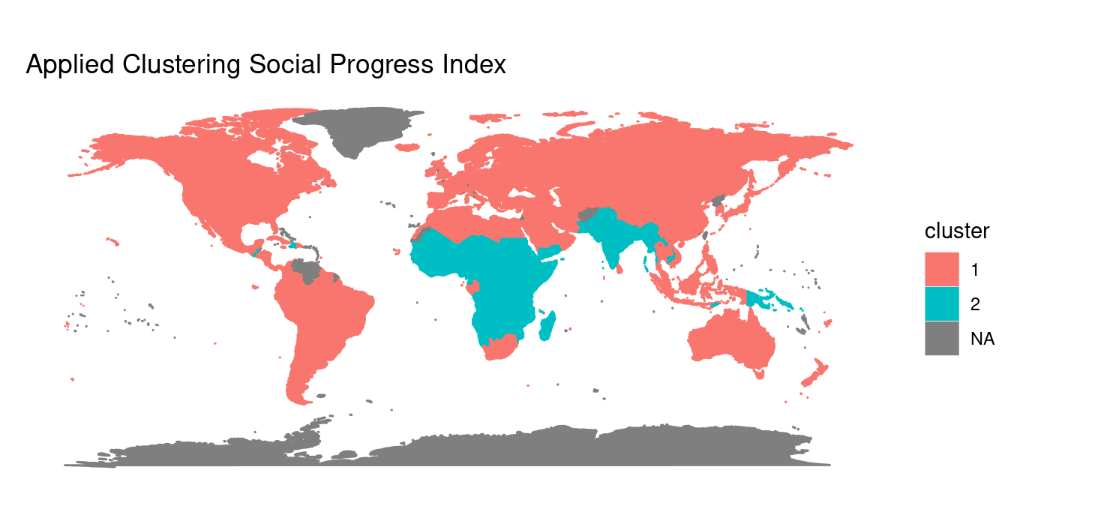 Applied Clustering Social Progress Index
cluster
1
2
NA